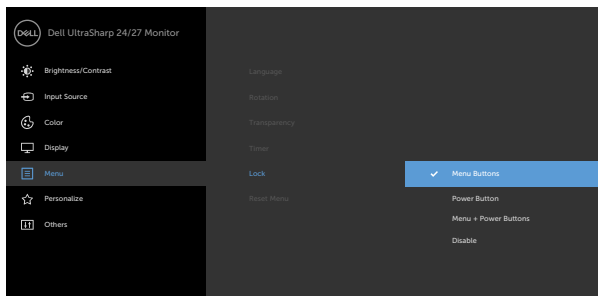 DELL
Dell UltraSharp 24/27 Monitor
Brightness/Contrast
Input Source
Color
Display
Menu
Personalize
Others
Language
Rotation
Transparency
Timer
Lock
Reset Menu
Menu Buttons
Power Button
Menu + Power Buttons
Disable